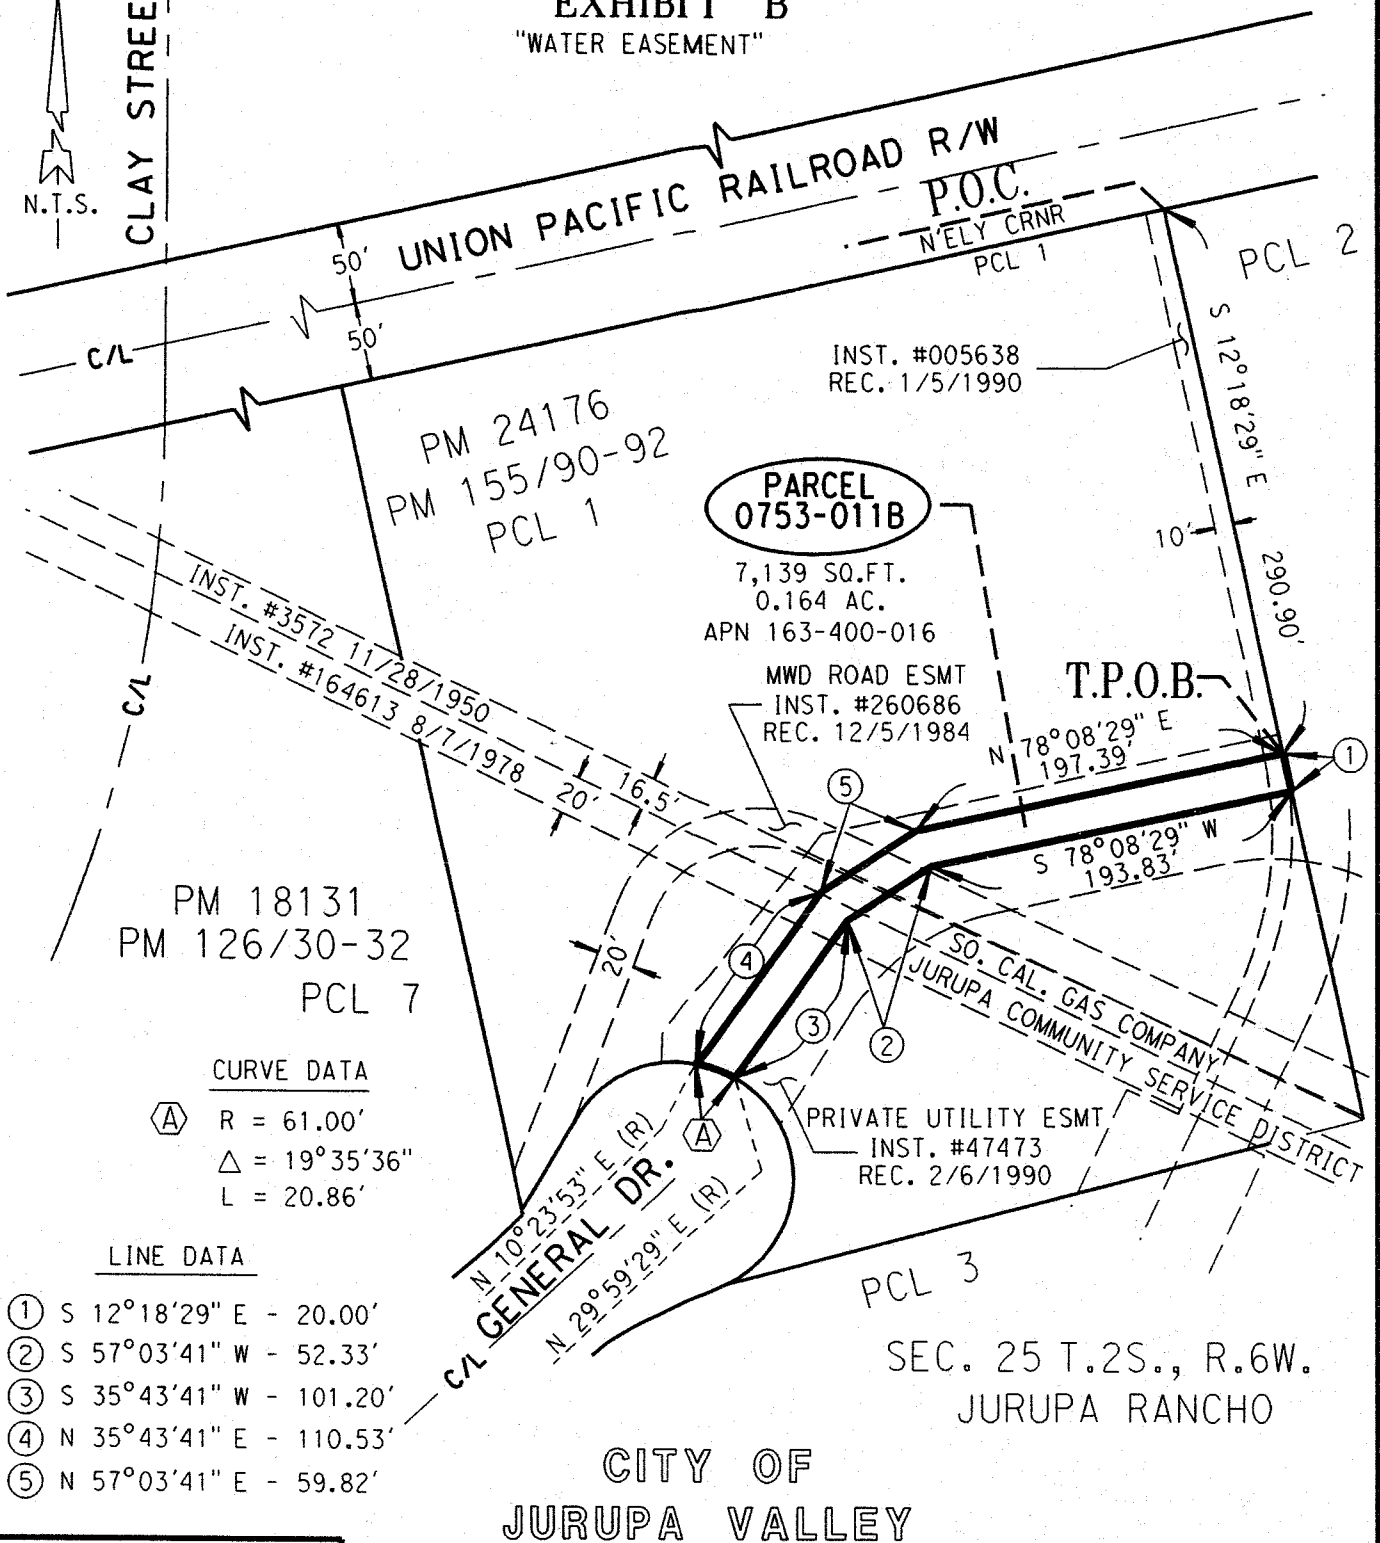 EXHIBIT "B"
"WATER EASEMENT"
CLAY STREE
N.T.S.
UNION PACIFIC RAILROAD R/W
P.O.C.
N'ELY CRNR
PCL 1
PCL 2
50'
50'
C/L
INST. #005638
REC. 1/5/1990
S 12°18'29" E
290.90'
10'
PM 24176
PM 155/90-92
PCL 1
PARCEL
0753-011B
7,139 SQ.FT.
0.164 AC.
APN 163-400-016
MWD ROAD ESMT
INST. #260686
REC. 12/5/1984
T.P.O.B.
N 78°08'29" E
197.39'
1
S 78°08'29" W
193.83'
INST. #3572 11/28/1950
INST. #164613 8/7/1978
16.5'
20'
C/L
5
4
3
2
20'
SO. CAL. GAS COMPANY
JURUPA COMMUNITY SERVICE DISTRICT
PM 18131
PM 126/30-32
PCL 7
CURVE DATA
A R = 61.00'
△ = 19°35'36"
L = 20.86'
A
PRIVATE UTILITY ESMT
INST. #47473
REC. 2/6/1990
N 10°23'53" E (R)
GENERAL DR.
N 29°59'29" E (R)
C/L
PCL 3
LINE DATA
1 S 12°18'29" E - 20.00'
2 S 57°03'41" W - 52.33'
3 S 35°43'41" W - 101.20'
4 N 35°43'41" E - 110.53'
5 N 57°03'41" E - 59.82'
SEC. 25 T.2S., R.6W.
JURUPA RANCHO
CITY OF
JURUPA VALLEY